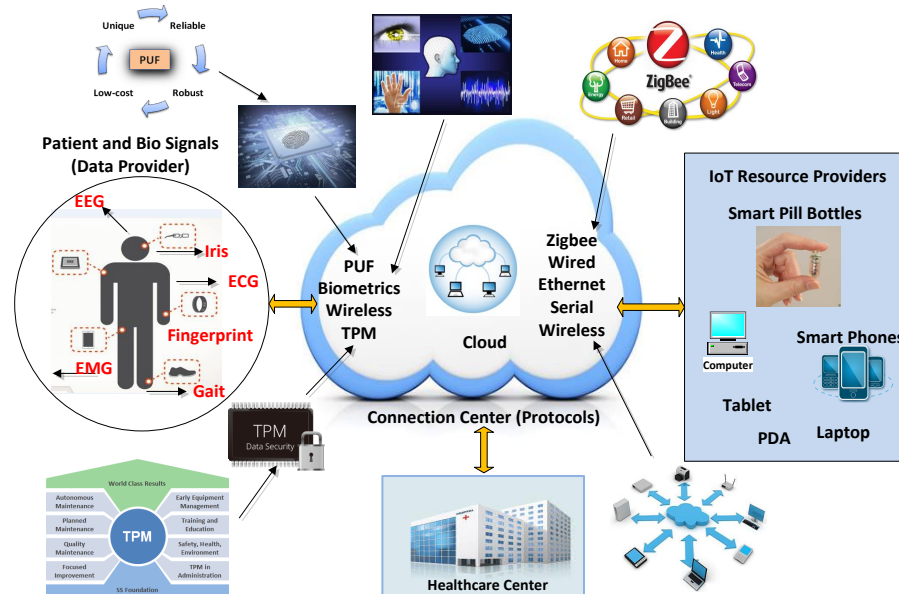 Unique
Reliable
PUF
Low-cost
Robust
Patient and Bio Signals
(Data Provider)
EEG
Iris
ECG
Fingerprint
EMG
Gait
ZigBee®
Home
Health
Energy
Telecom
Retail
Building
Light
PUF
Biometrics
Wireless
TPM
Cloud
Zigbee
Wired
Ethernet
Serial
Wireless
Connection Center (Protocols)
IoT Resource Providers
Smart Pill Bottles
Computer
Smart Phones
Tablet
PDA
Laptop
TPM
Data Security
World Class Results
Autonomous
Maintenance
Early Equipment
Management
Planned
Maintenance
Training and
Education
TPM
Quality
Maintenance
Safety, Health,
Environment
Focused
Improvement
TPM in
Administration
5S Foundation
Healthcare Center